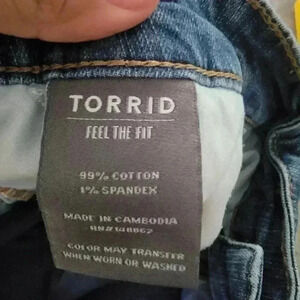 TORRID
FEEL THE FIT
99% COTTON
1% SPANDEX
MADE IN CAMBODIA
RN#148862
COLOR MAY TRANSFER
WHEN WORN OR WASHED